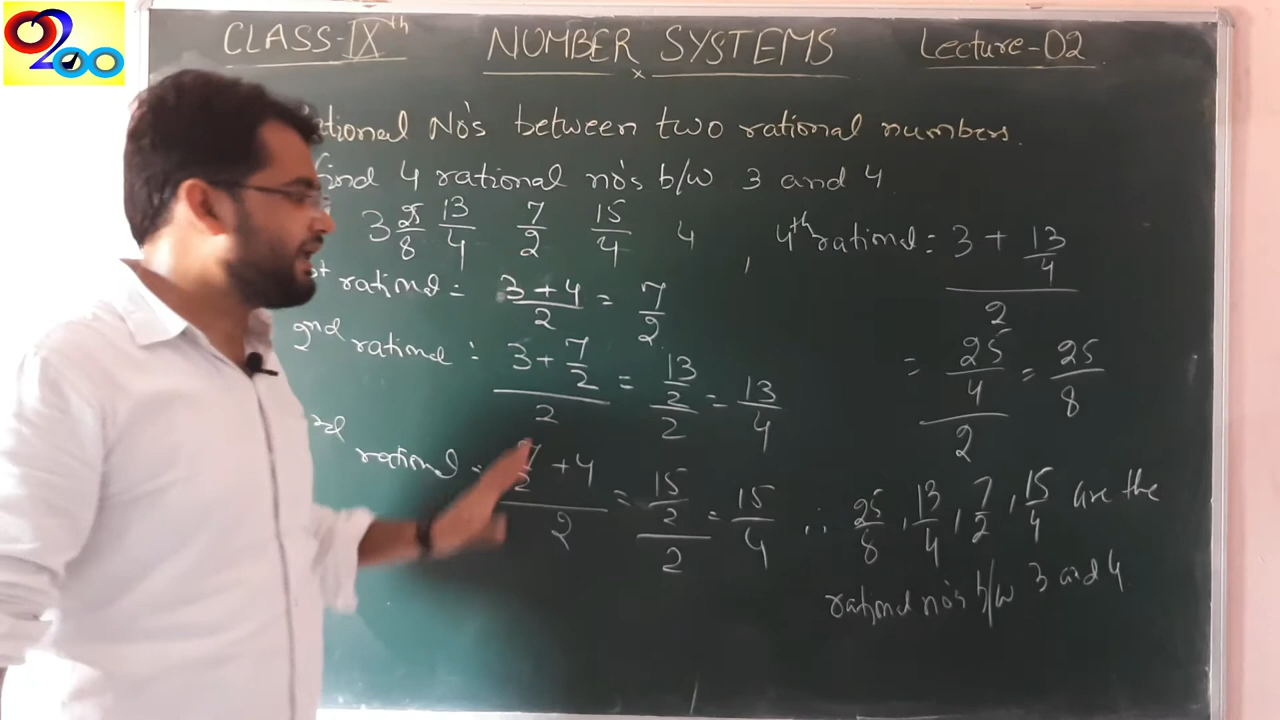 0200
CLASS-IXth NUMBER SYSTEMS Lecture-02
ational No's between two rational numbers.
find 4 rational no's b/w 3 and 4
3 25/8 13/4 7/2 15/4 4
rational = (3+4)/2 = 7/2
2nd rational = (3+7/2)/2 = (13/2)/2 = 13/4
rational = (7/2+4)/2 = (15/2)/2 = 15/4
4th rational = (3+13/4)/2
= (25/4)/2 = 25/8
∴ 25/8, 13/4, 7/2, 15/4 are the
rational no's b/w 3 and 4